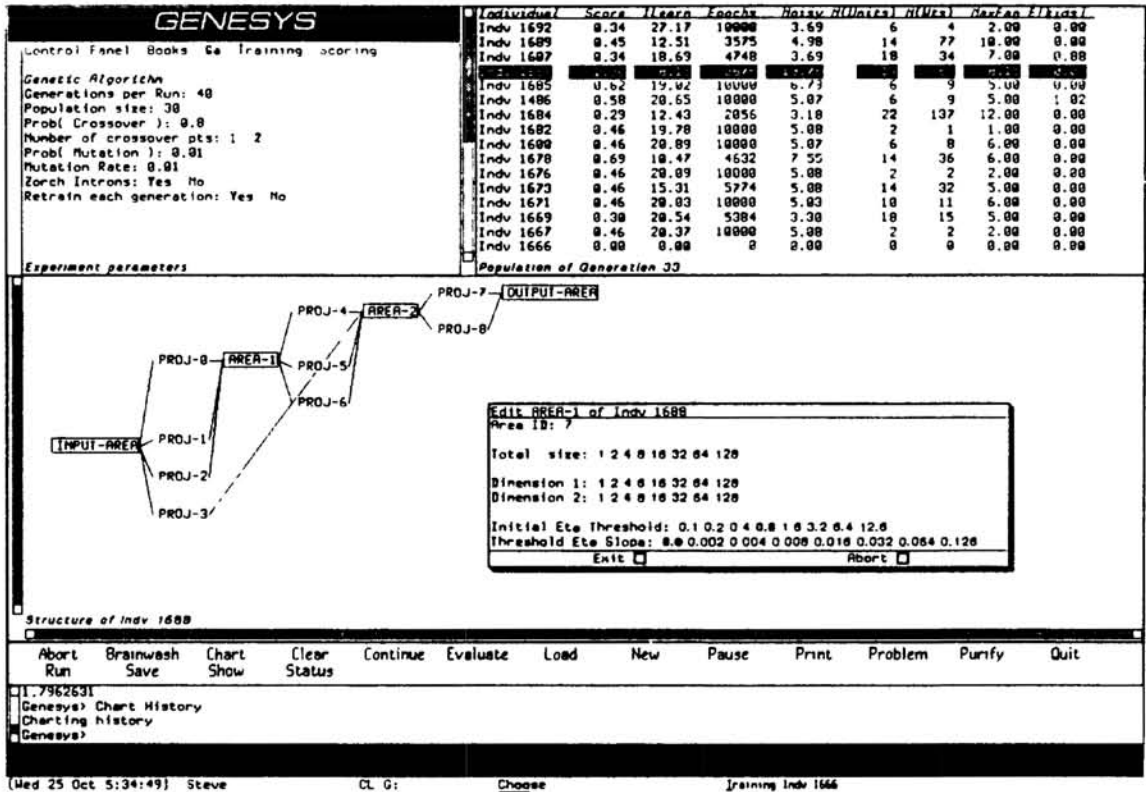 GENESYS
Control Panel Books Ga Training Scoring
Genetic Algorithm
Generations per Run: 40
Population size: 30
Prob( Crossover ): 0.8
Number of crossover pts: 1 2
Prob( Mutation ): 0.01
Mutation Rate: 0.01
Zorch Introns: Yes No
Retrain each generation: Yes No
Experiment parameters
Individual Score Epochs Noisy N(Units) N(Wts) MaxFan
Indv 1692 0.34 27.17 10000 3.69 6 4 2.00 0.00
Indv 1689 0.45 12.51 3575 4.98 14 77 10.00 0.00
Indv 1687 0.34 18.69 4748 3.69 18 34 7.00 0.88
Indv 1685 0.62 19.02 10000 6.73 6 9 5.00 0.00
Indv 1486 0.58 20.65 10000 5.07 6 9 5.00 1 02
Indv 1684 0.29 12.43 2056 3.18 22 137 12.00 0.00
Indv 1682 0.46 19.78 10000 5.08 2 1 1.00 0.00
Indv 1680 0.46 20.89 10000 5.07 6 8 6.00 0.00
Indv 1678 0.69 10.47 4632 7 55 14 36 6.00 0.00
Indv 1676 0.46 20.09 10000 5.08 2 2 2.00 0.00
Indv 1673 0.46 15.31 5774 5.08 14 32 5.00 0.00
Indv 1671 0.46 20.03 10000 5.03 10 11 6.00 0.00
Indv 1669 0.30 20.54 5384 3.30 18 15 5.00 0.00
Indv 1667 0.46 20.37 10000 5.08 2 2 2.00 0.00
Indv 1666 0.00 0.00 0 0.00 0 0 0.00 0.00
Population of Generation 33
PROJ-7 OUTPUT-AREA
PROJ-4 AREA-2
PROJ-8
PROJ-0 AREA-1 PROJ-5
PROJ-6
INPUT-AREA PROJ-1
PROJ-2
PROJ-3
Edit AREA-1 of Indv 1688
Area ID: 7
Total size: 1 2 4 8 16 32 64 128
Dimension 1: 1 2 4 8 16 32 64 128
Dimension 2: 1 2 4 8 16 32 64 128
Initial Eta Threshold: 0.1 0.2 0 4 0.8 1 6 3.2 6.4 12.8
Threshold Eta Slope: 0.0 0.002 0 004 0 008 0.016 0.032 0.064 0.128
Exit Abort
Structure of Indv 1688
Abort Brainwash Chart Clear Continue Evaluate Load New Pause Print Problem Purify Quit
Run Save Show Status
1.7962631
Genesys> Chart History
Charting history
Genesys>
[Wed 25 Oct 5:34:49] Steve CL G: Choose Training Indv 1666